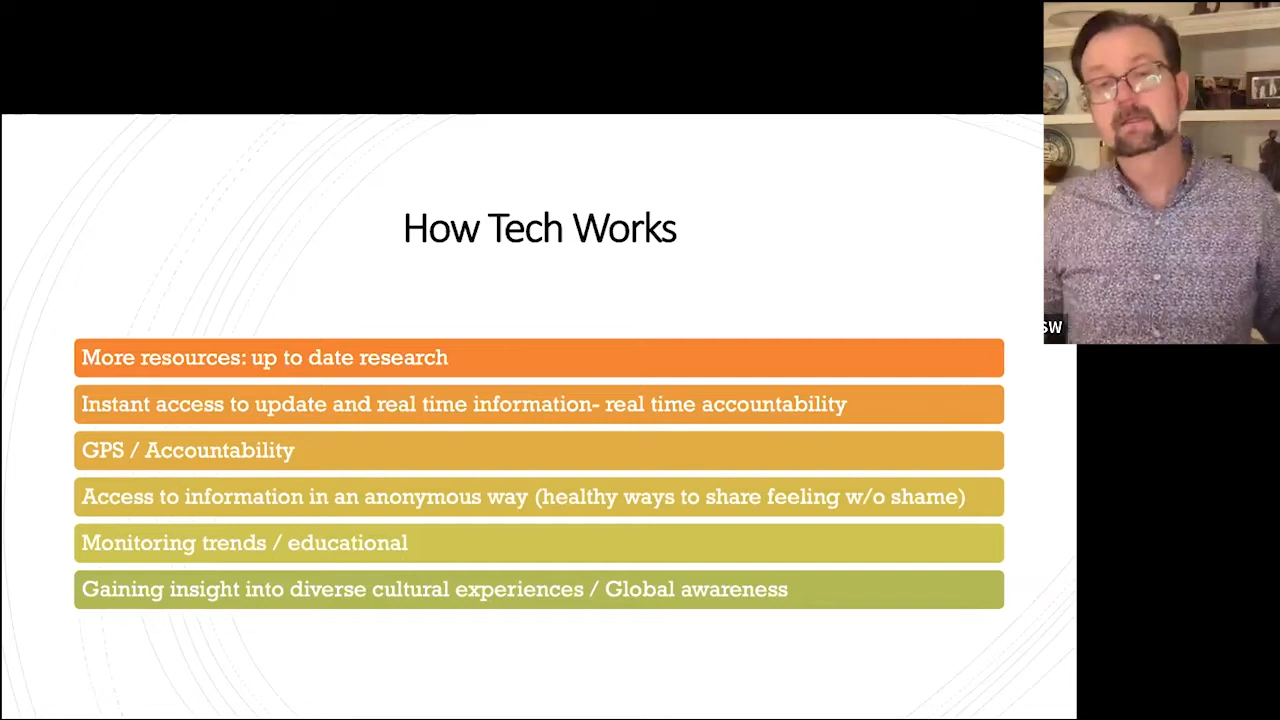 How Tech Works
More resources: up to date research
Instant access to update and real time information- real time accountability
GPS / Accountability
Access to information in an anonymous way (healthy ways to share feeling w/o shame)
Monitoring trends / educational
Gaining insight into diverse cultural experiences / Global awareness
SW